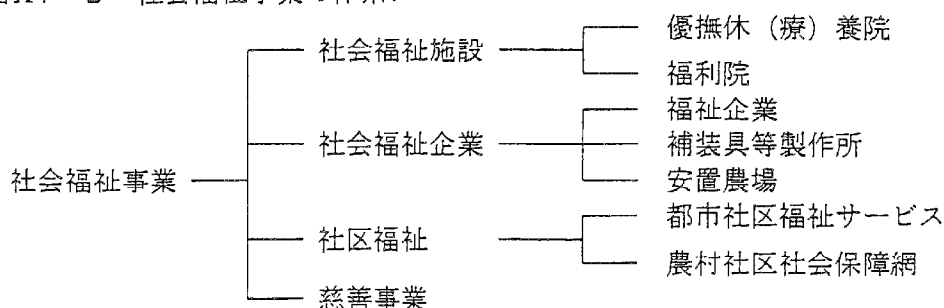 社会福祉施設
優撫休（療）養院
福利院
社会福祉企業
福祉企業
補装具等製作所
安置農場
社会福祉事業
社区福祉
都市社区福祉サービス
農村社区社会保障網
慈善事業